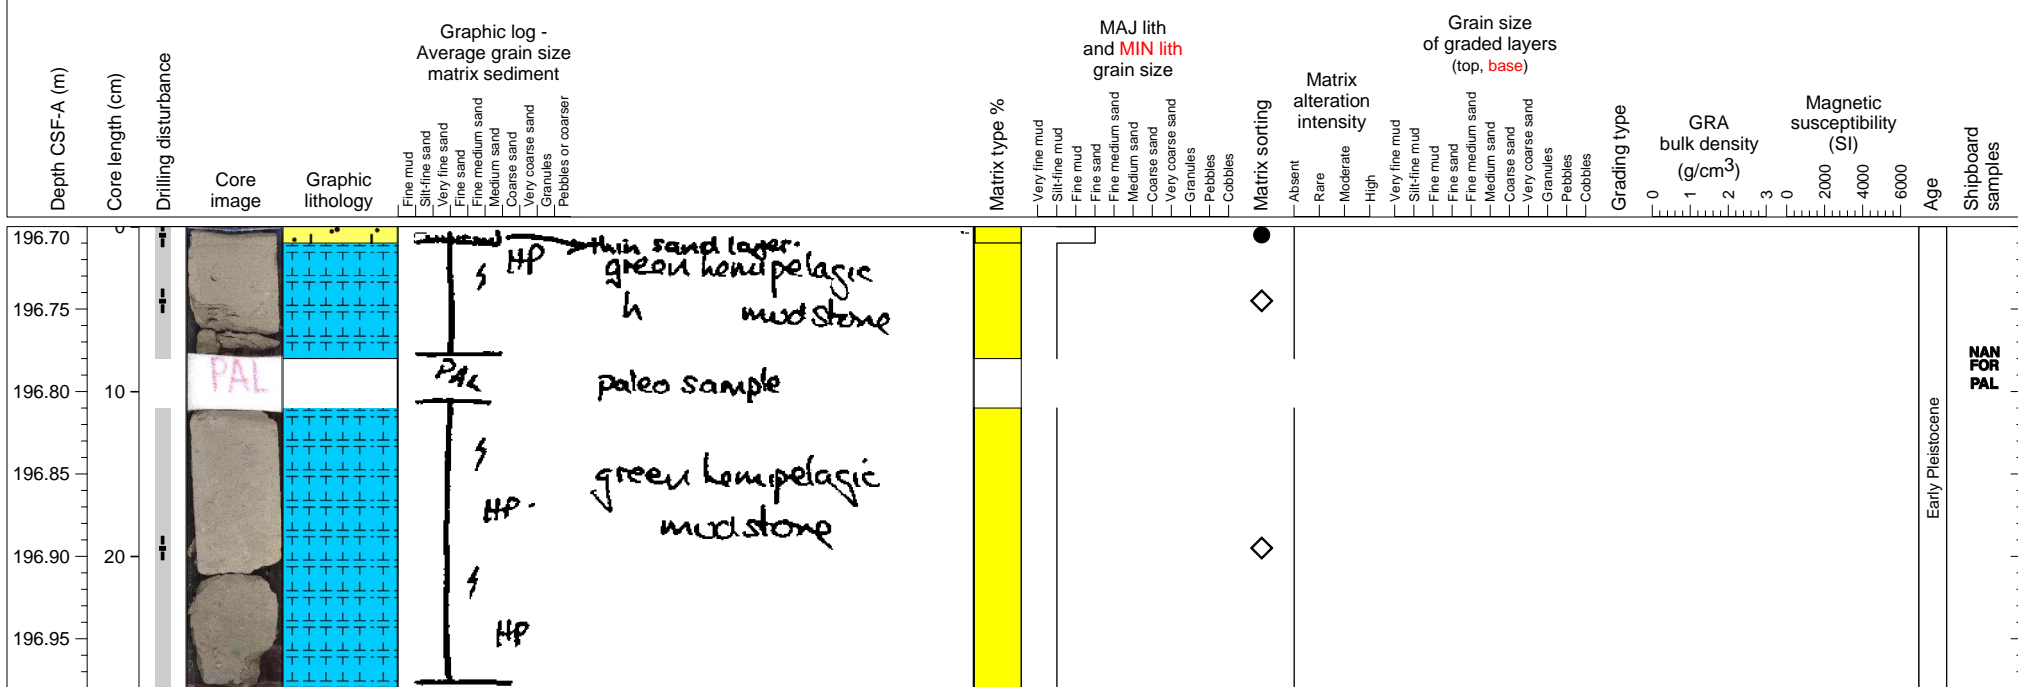 Depth CSF-A (m)
Core length (cm)
Drilling disturbance
Core
image
Graphic
lithology
Graphic log -
Average grain size
matrix sediment
Fine mud
Silt-fine sand
Very fine sand
Fine sand
Fine medium sand
Medium sand
Coarse sand
Very coarse sand
Granules
Pebbles or coarser
Matrix type %
MAJ lith
and MIN lith
grain size
Very fine mud
Silt-fine mud
Fine mud
Fine sand
Fine medium sand
Medium sand
Coarse sand
Very coarse sand
Granules
Pebbles
Cobbles
Matrix sorting
Matrix
alteration
intensity
Absent
Rare
Moderate
High
Grain size
of graded layers
(top, base)
Very fine mud
Silt-fine mud
Fine mud
Fine sand
Fine medium sand
Medium sand
Coarse sand
Very coarse sand
Granules
Pebbles
Cobbles
Grading type
GRA
bulk density
(g/cm3)
0 1 2 3
Magnetic
susceptibility
(SI)
0 2000 4000 6000
Age
Shipboard
samples
196.70
196.75
196.80
196.85
196.90
196.95
0
10
20
PAL
thin sand layer.
HP
green hemipelagic
h mudstone
PAL
paleo sample
green hemipelagic
HP.
mudstone
HP
Early Pleistocene
NAN
FOR
PAL